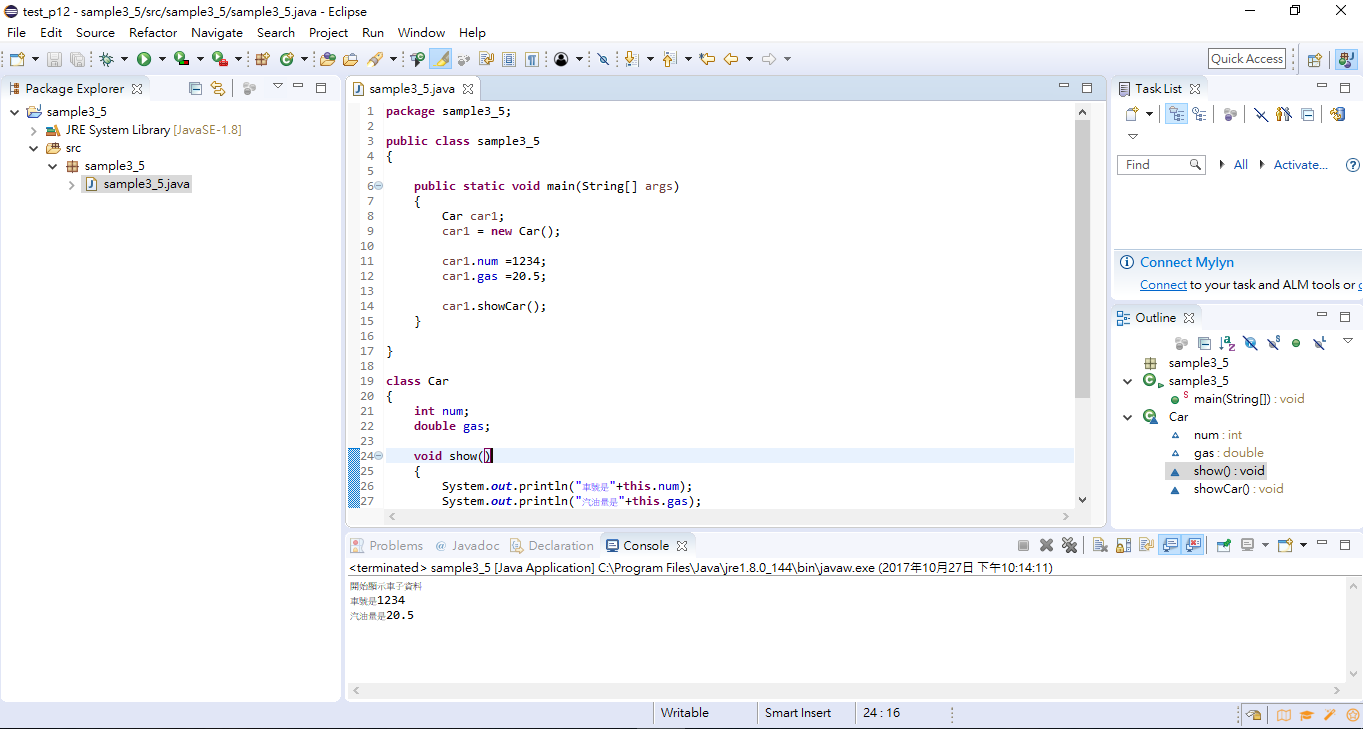 test_p12 - sample3_5/src/sample3_5/sample3_5.java - Eclipse
File Edit Source Refactor Navigate Search Project Run Window Help
Quick Access
Package Explorer
sample3_5
JRE System Library [JavaSE-1.8]
src
sample3_5
sample3_5.java
sample3_5.java
1 package sample3_5;
2
3 public class sample3_5
4 {
5
6 public static void main(String[] args)
7 {
8 Car car1;
9 car1 = new Car();
10
11 car1.num =1234;
12 car1.gas =20.5;
13
14 car1.showCar();
15 }
16
17 }
18
19 class Car
20 {
21 int num;
22 double gas;
23
24 void show()
25 {
26 System.out.println("車號是"+this.num);
27 System.out.println("汽油量是"+this.gas);
Task List
Find
All
Activate...
Connect Mylyn
Connect to your task and ALM tools or
Outline
sample3_5
sample3_5
main(String[]) : void
Car
num : int
gas : double
show() : void
showCar() : void
Problems @ Javadoc Declaration Console
<terminated> sample3_5 [Java Application] C:\Program Files\Java\jre1.8.0_144\bin\javaw.exe (2017年10月27日 下午10:14:11)
開始顯示車子資料
車號是1234
汽油量是20.5
Writable Smart Insert 24 : 16